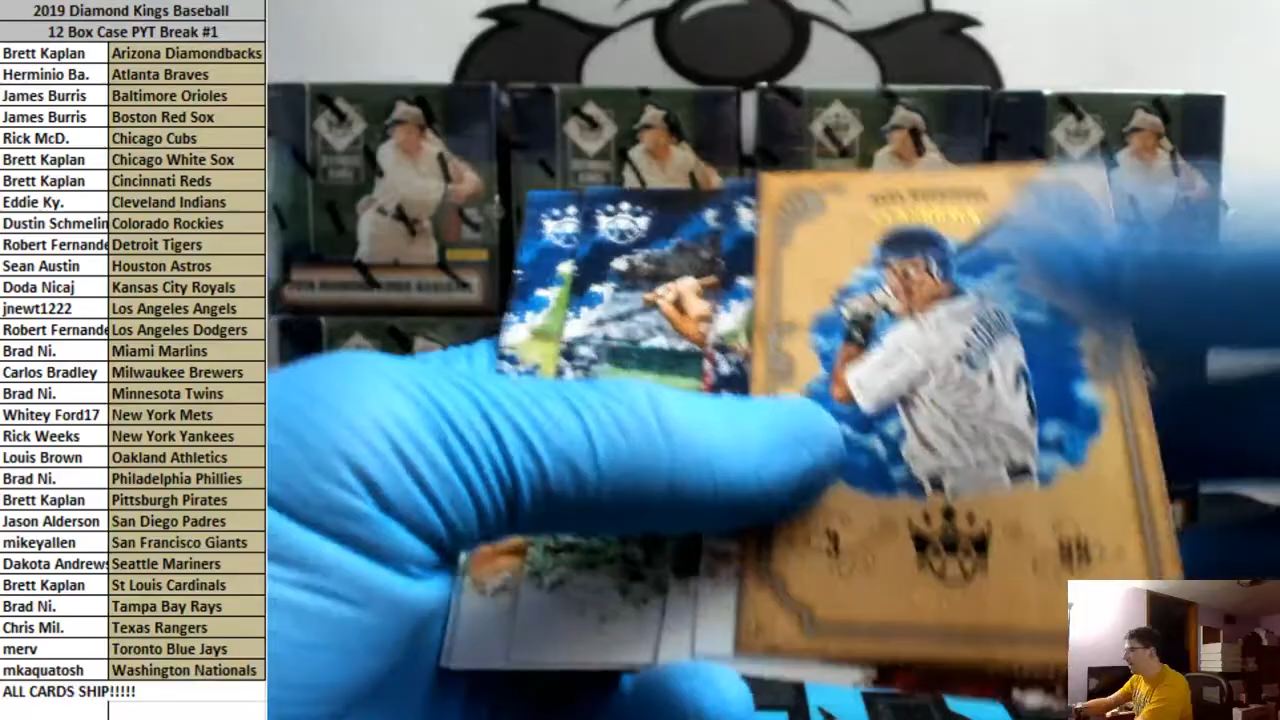 2019 Diamond Kings Baseball
12 Box Case PYT Break #1
Brett Kaplan Arizona Diamondbacks
Herminio Ba. Atlanta Braves
James Burris Baltimore Orioles
James Burris Boston Red Sox
Rick McD. Chicago Cubs
Brett Kaplan Chicago White Sox
Brett Kaplan Cincinnati Reds
Eddie Ky. Cleveland Indians
Dustin Schmelin Colorado Rockies
Robert Fernande Detroit Tigers
Sean Austin Houston Astros
Doda Nicaj Kansas City Royals
jnewt1222 Los Angeles Angels
Robert Fernande Los Angeles Dodgers
Brad Ni. Miami Marlins
Carlos Bradley Milwaukee Brewers
Brad Ni. Minnesota Twins
Whitey Ford17 New York Mets
Rick Weeks New York Yankees
Louis Brown Oakland Athletics
Brad Ni. Philadelphia Phillies
Brett Kaplan Pittsburgh Pirates
Jason Alderson San Diego Padres
mikeyallen San Francisco Giants
Dakota Andrews Seattle Mariners
Brett Kaplan St Louis Cardinals
Brad Ni. Tampa Bay Rays
Chris Mil. Texas Rangers
merv Toronto Blue Jays
mkaquatosh Washington Nationals
ALL CARDS SHIP!!!!!